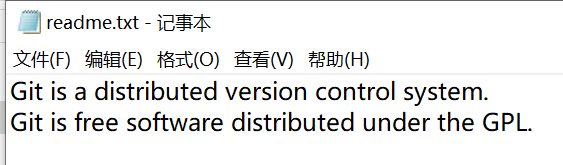 readme.txt - 记事本
文件(F) 编辑(E) 格式(O) 查看(V) 帮助(H)
Git is a distributed version control system.
Git is free software distributed under the GPL.